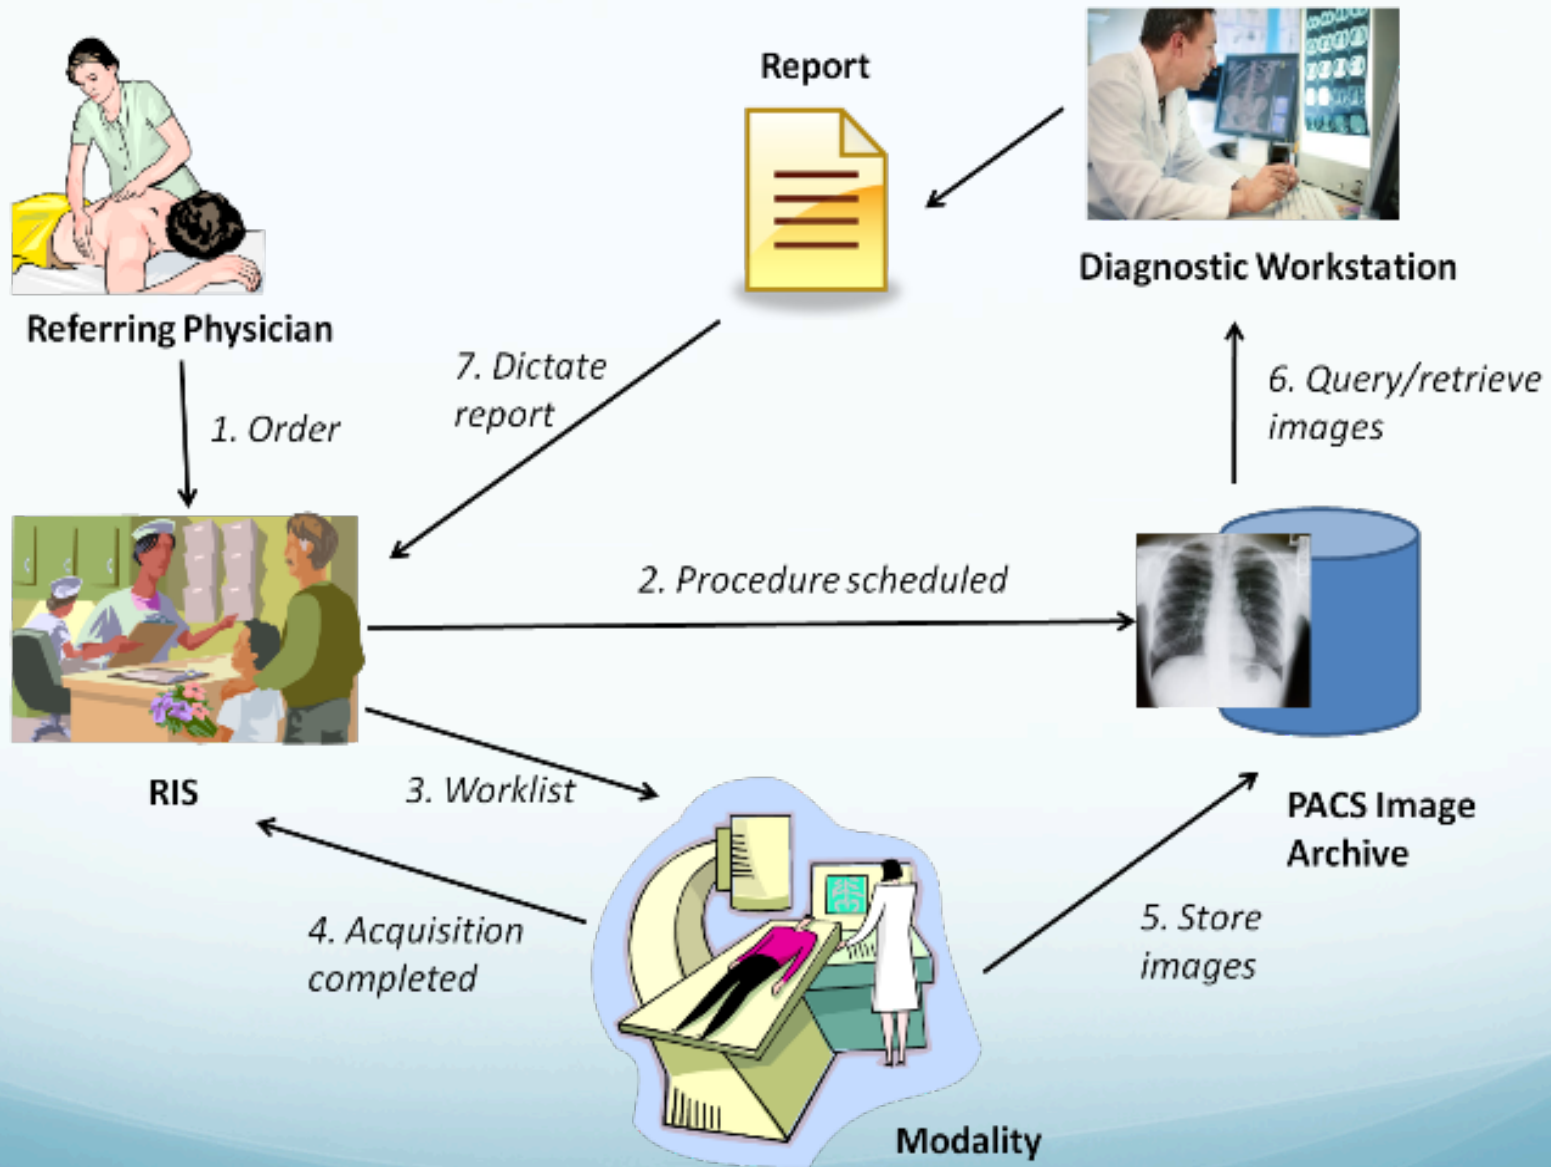 Report
Diagnostic Workstation
Referring Physician
7. Dictate
report
6. Query/retrieve
images
1. Order
2. Procedure scheduled
RIS
3. Worklist
PACS Image
Archive
4. Acquisition
completed
5. Store
images
Modality